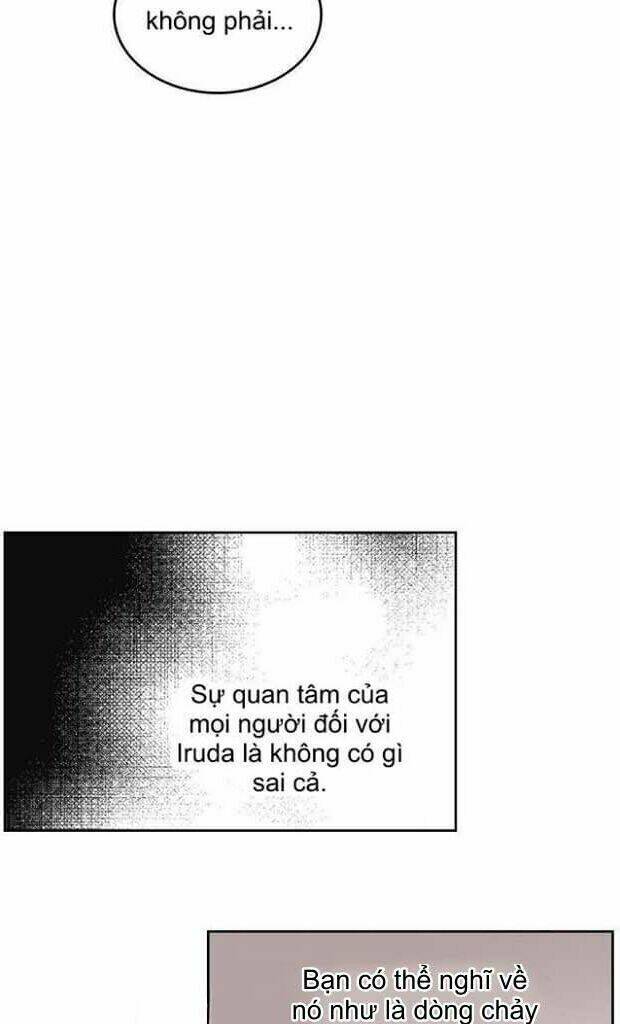 không phải...
Sự quan tâm của
mọi người đối với
Iruda là không có gì
sai cả.
Bạn có thể nghĩ về
nó như là dòng chảy